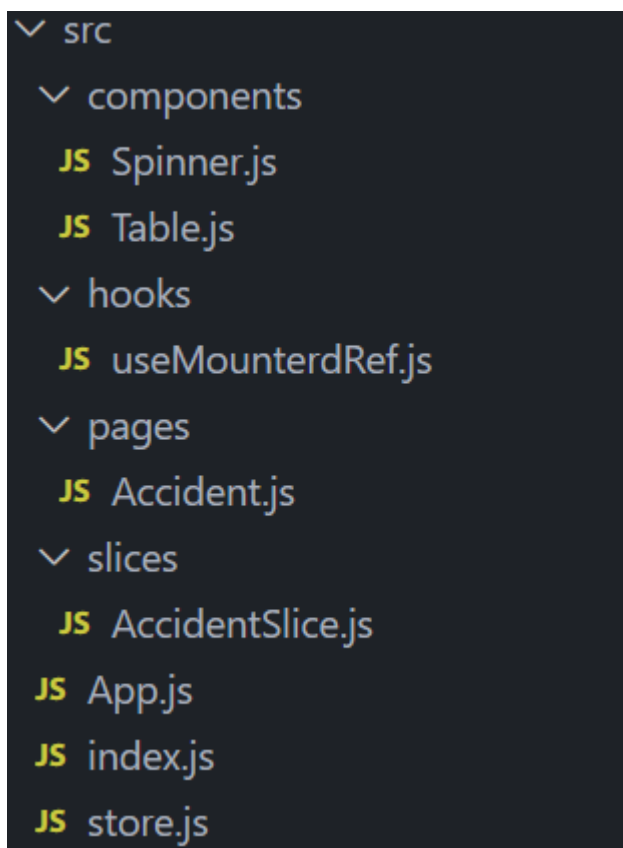 src
components
JS Spinner.js
JS Table.js
hooks
JS useMounterdRef.js
pages
JS Accident.js
slices
JS AccidentSlice.js
JS App.js
JS index.js
JS store.js